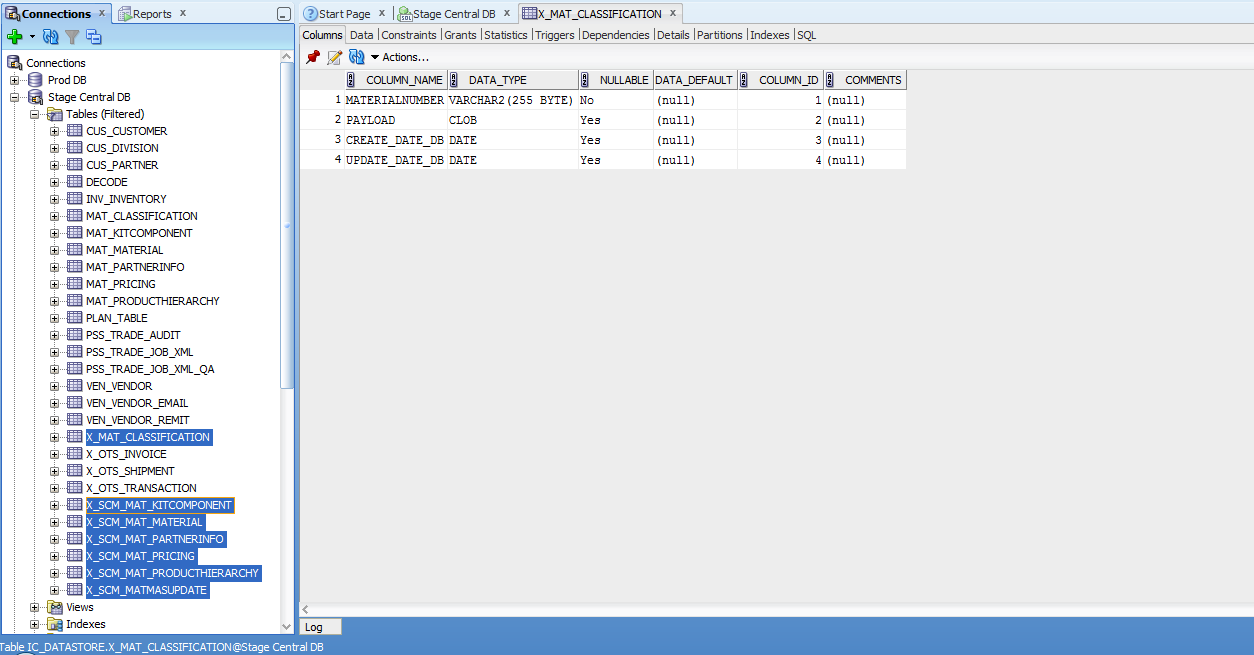 Connections x Reports x
Connections
Prod DB
Stage Central DB
Tables (Filtered)
CUS_CUSTOMER
CUS_DIVISION
CUS_PARTNER
DECODE
INV_INVENTORY
MAT_CLASSIFICATION
MAT_KITCOMPONENT
MAT_MATERIAL
MAT_PARTNERINFO
MAT_PRICING
MAT_PRODUCTHIERARCHY
PLAN_TABLE
PSS_TRADE_AUDIT
PSS_TRADE_JOB_XML
PSS_TRADE_JOB_XML_QA
VEN_VENDOR
VEN_VENDOR_EMAIL
VEN_VENDOR_REMIT
X_MAT_CLASSIFICATION
X_OTS_INVOICE
X_OTS_SHIPMENT
X_OTS_TRANSACTION
X_SCM_MAT_KITCOMPONENT
X_SCM_MAT_MATERIAL
X_SCM_MAT_PARTNERINFO
X_SCM_MAT_PRICING
X_SCM_MAT_PRODUCTHIERARCHY
X_SCM_MATMASUPDATE
Views
Indexes
Start Page x Stage Central DB x X_MAT_CLASSIFICATION x
Columns Data Constraints Grants Statistics Triggers Dependencies Details Partitions Indexes SQL
Actions...
COLUMN_NAME DATA_TYPE NULLABLE DATA_DEFAULT COLUMN_ID COMMENTS
1 MATERIALNUMBER VARCHAR2(255 BYTE) No (null) 1 (null)
2 PAYLOAD CLOB Yes (null) 2 (null)
3 CREATE_DATE_DB DATE Yes (null) 3 (null)
4 UPDATE_DATE_DB DATE Yes (null) 4 (null)
Log
Table IC_DATASTORE.X_MAT_CLASSIFICATION@Stage Central DB